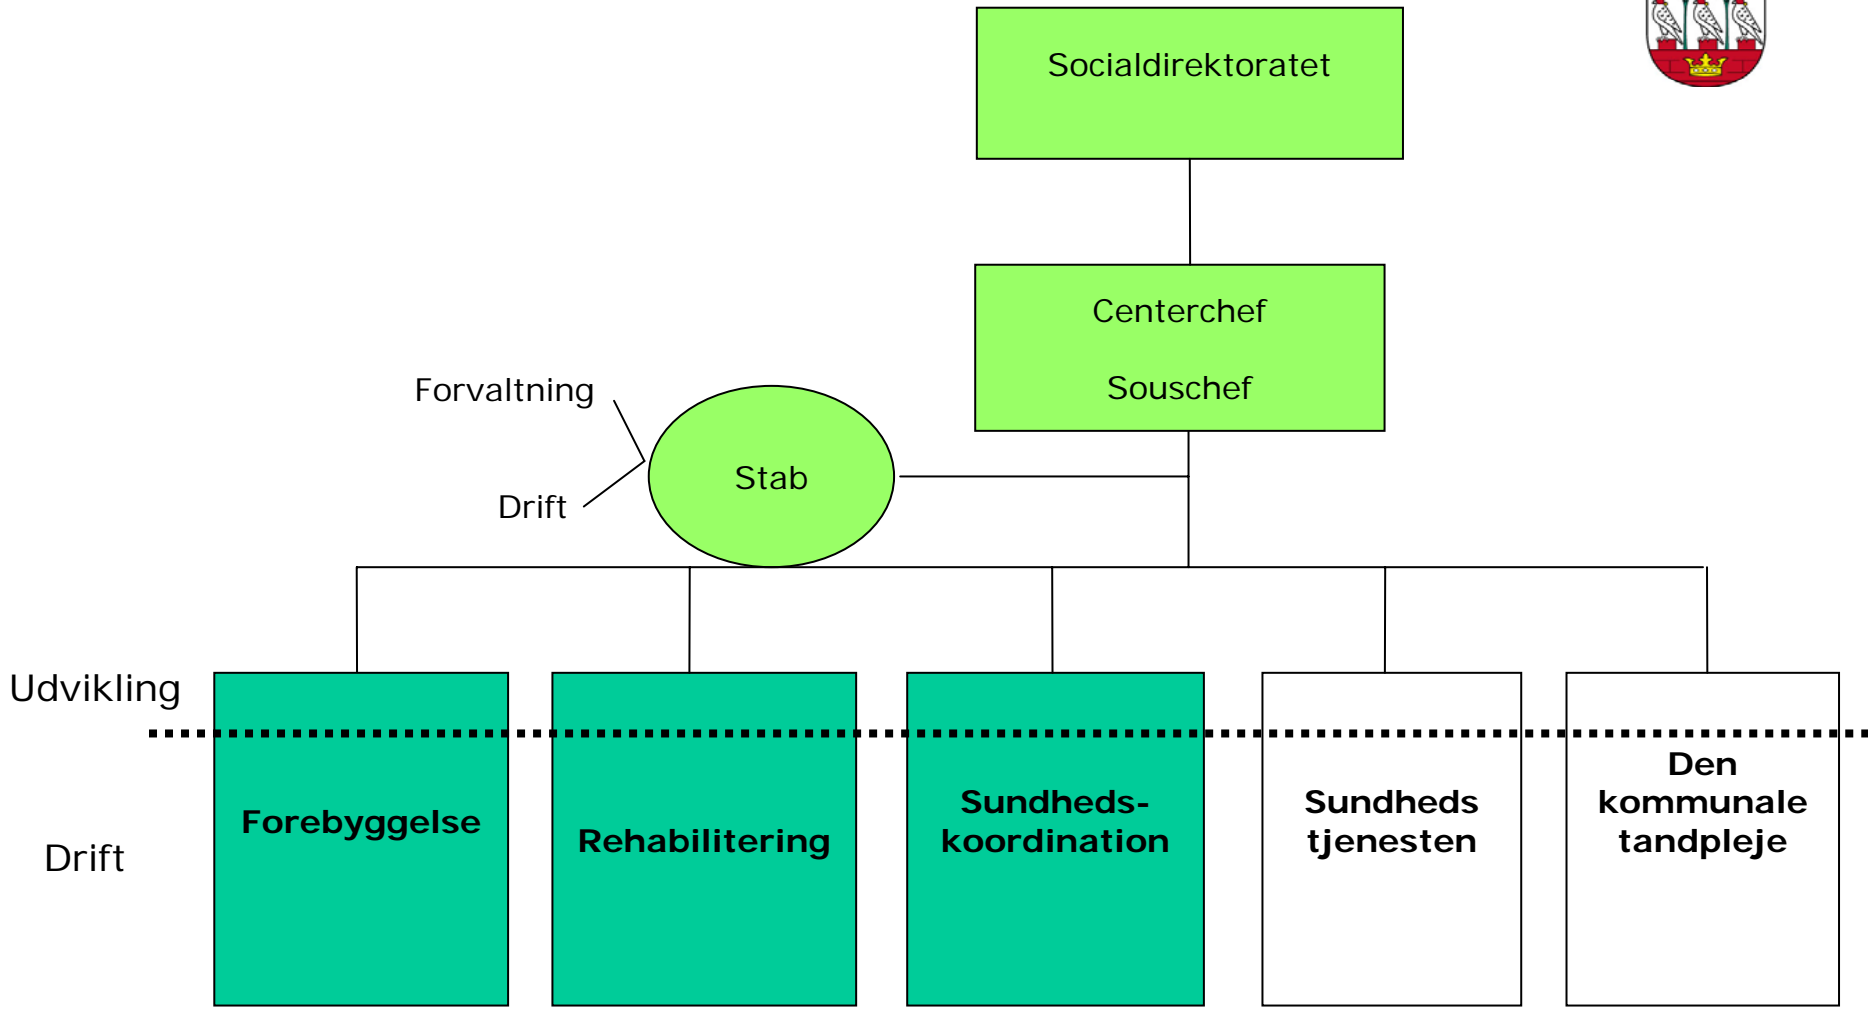 Socialdirektoratet
Centerchef
Souschef
Forvaltning
Stab
Drift
Udvikling
Forebyggelse
Rehabilitering
Sundheds-
koordination
Sundheds
tjenesten
Den
kommunale
tandpleje
Drift